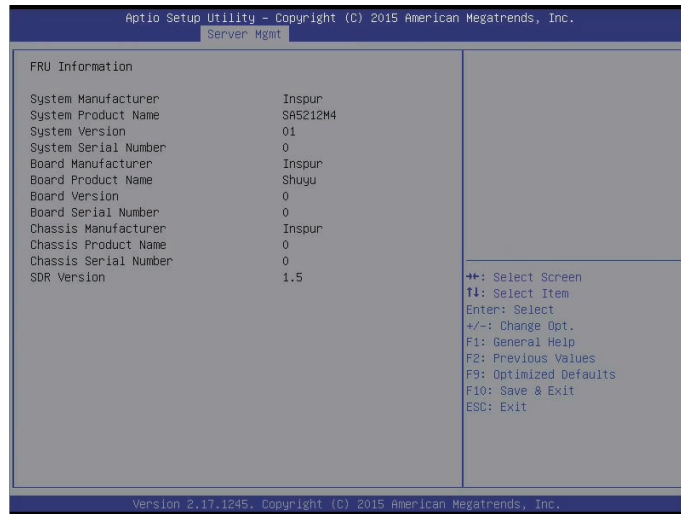 Aptio Setup Utility – Copyright (C) 2015 American Megatrends, Inc.
Server Mgmt
FRU Information
System Manufacturer Inspur
System Product Name SA5212M4
System Version 01
System Serial Number 0
Board Manufacturer Inspur
Board Product Name Shuyu
Board Version 0
Board Serial Number 0
Chassis Manufacturer Inspur
Chassis Product Name 0
Chassis Serial Number 0
SDR Version 1.5
→←: Select Screen
↑↓: Select Item
Enter: Select
+/-: Change Opt.
F1: General Help
F2: Previous Values
F9: Optimized Defaults
F10: Save & Exit
ESC: Exit
Version 2.17.1245. Copyright (C) 2015 American Megatrends, Inc.